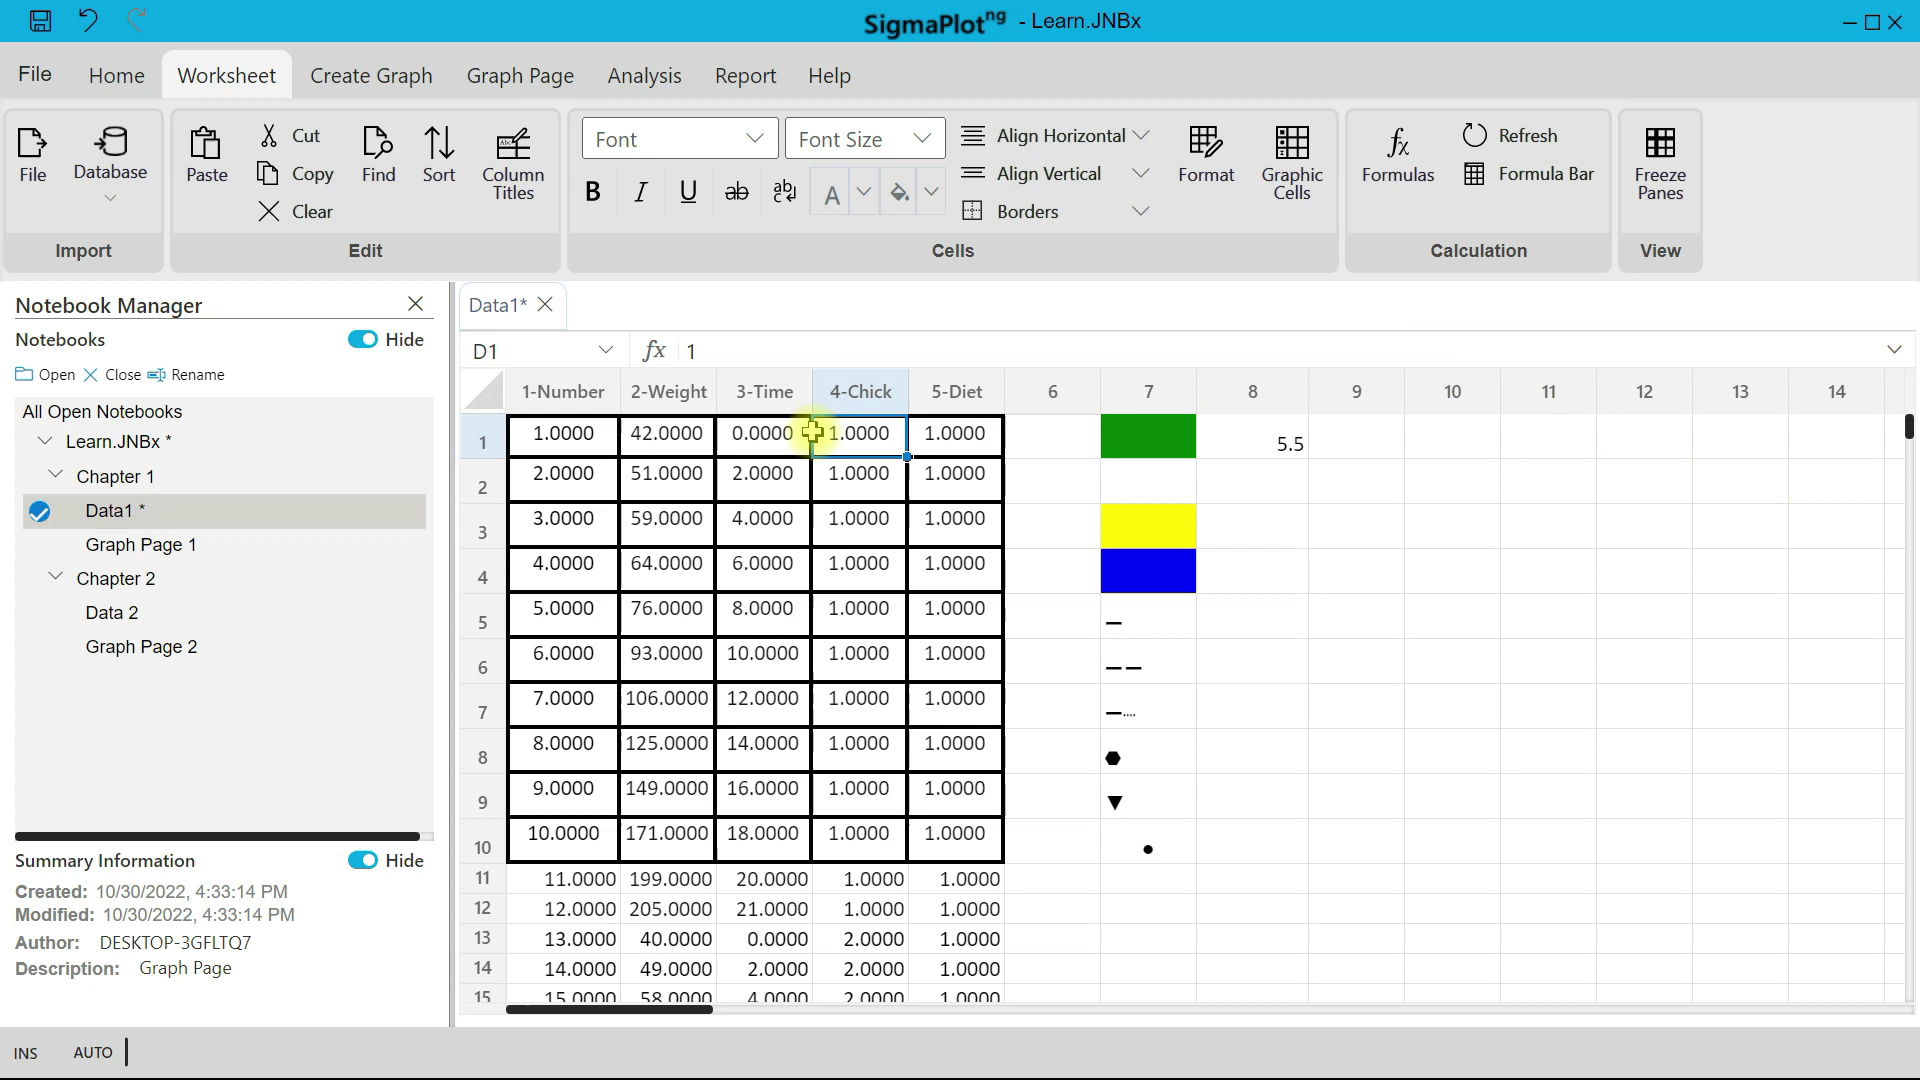 SigmaPlot ng - Learn.JNBx
File Home Worksheet Create Graph Graph Page Analysis Report Help
File Database Paste Cut Copy Clear Find Sort Column Titles
Font Font Size B I U ab ab A
Align Horizontal Align Vertical Borders Format Graphic Cells
fx Formulas Refresh Formula Bar Freeze Panes
Import Edit Cells Calculation View
Notebook Manager
Notebooks Hide
Open Close Rename
All Open Notebooks
Learn.JNBx *
Chapter 1
Data1 *
Graph Page 1
Chapter 2
Data 2
Graph Page 2
Summary Information Hide
Created: 10/30/2022, 4:33:14 PM
Modified: 10/30/2022, 4:33:14 PM
Author: DESKTOP-3GFLTQ7
Description: Graph Page
Data1*
D1 fx 1
1-Number 2-Weight 3-Time 4-Chick 5-Diet 6 7 8 9 10 11 12 13 14
1 1.0000 42.0000 0.0000 1.0000 1.0000 5.5
2 2.0000 51.0000 2.0000 1.0000 1.0000
3 3.0000 59.0000 4.0000 1.0000 1.0000
4 4.0000 64.0000 6.0000 1.0000 1.0000
5 5.0000 76.0000 8.0000 1.0000 1.0000
6 6.0000 93.0000 10.0000 1.0000 1.0000
7 7.0000 106.0000 12.0000 1.0000 1.0000
8 8.0000 125.0000 14.0000 1.0000 1.0000
9 9.0000 149.0000 16.0000 1.0000 1.0000
10 10.0000 171.0000 18.0000 1.0000 1.0000
11 11.0000 199.0000 20.0000 1.0000 1.0000
12 12.0000 205.0000 21.0000 1.0000 1.0000
13 13.0000 40.0000 0.0000 2.0000 1.0000
14 14.0000 49.0000 2.0000 2.0000 1.0000
15 15.0000 58.0000 4.0000 2.0000 1.0000
INS AUTO